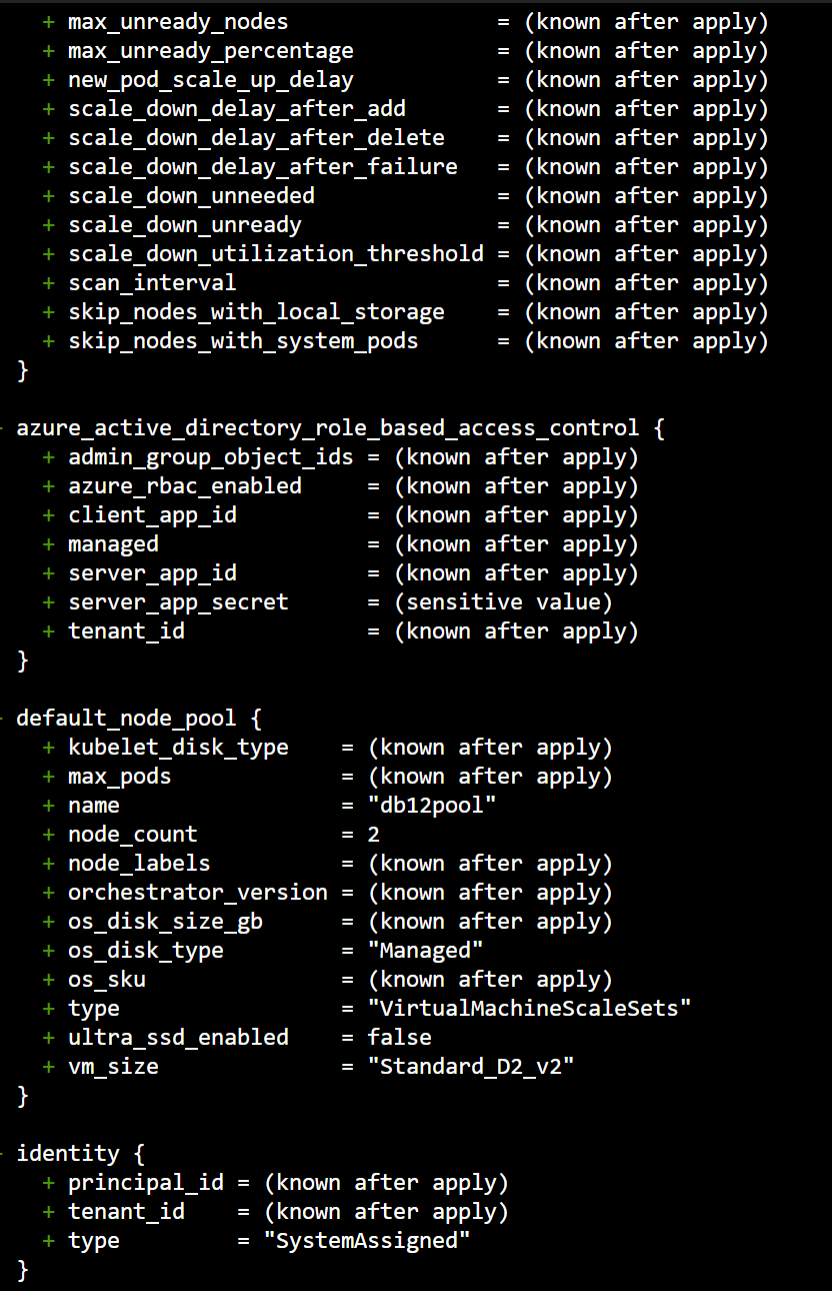 + max_unready_nodes = (known after apply)
+ max_unready_percentage = (known after apply)
+ new_pod_scale_up_delay = (known after apply)
+ scale_down_delay_after_add = (known after apply)
+ scale_down_delay_after_delete = (known after apply)
+ scale_down_delay_after_failure = (known after apply)
+ scale_down_unneeded = (known after apply)
+ scale_down_unready = (known after apply)
+ scale_down_utilization_threshold = (known after apply)
+ scan_interval = (known after apply)
+ skip_nodes_with_local_storage = (known after apply)
+ skip_nodes_with_system_pods = (known after apply)
}
azure_active_directory_role_based_access_control {
+ admin_group_object_ids = (known after apply)
+ azure_rbac_enabled = (known after apply)
+ client_app_id = (known after apply)
+ managed = (known after apply)
+ server_app_id = (known after apply)
+ server_app_secret = (sensitive value)
+ tenant_id = (known after apply)
}
default_node_pool {
+ kubelet_disk_type = (known after apply)
+ max_pods = (known after apply)
+ name = "db12pool"
+ node_count = 2
+ node_labels = (known after apply)
+ orchestrator_version = (known after apply)
+ os_disk_size_gb = (known after apply)
+ os_disk_type = "Managed"
+ os_sku = (known after apply)
+ type = "VirtualMachineScaleSets"
+ ultra_ssd_enabled = false
+ vm_size = "Standard_D2_v2"
}
identity {
+ principal_id = (known after apply)
+ tenant_id = (known after apply)
+ type = "SystemAssigned"
}